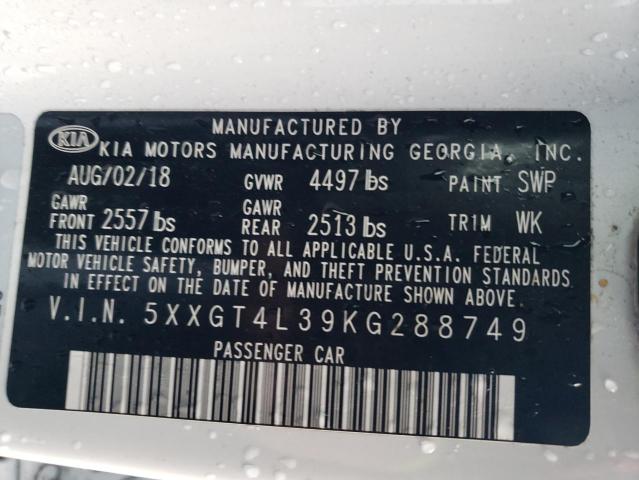 KIA
MANUFACTURED BY
KIA MOTORS MANUFACTURING GEORGIA, INC.
AUG/02/18 GVWR 4497 lbs PAINT SWP
GAWR FRONT 2557 lbs GAWR REAR 2513 lbs TRIM WK
THIS VEHICLE CONFORMS TO ALL APPLICABLE U.S.A. FEDERAL
MOTOR VEHICLE SAFETY, BUMPER, AND THEFT PREVENTION STANDARDS
IN EFFECT ON THE DATE OF MANUFACTURE SHOWN ABOVE.
V.I.N. 5XXGT4L39KG288749
PASSENGER CAR